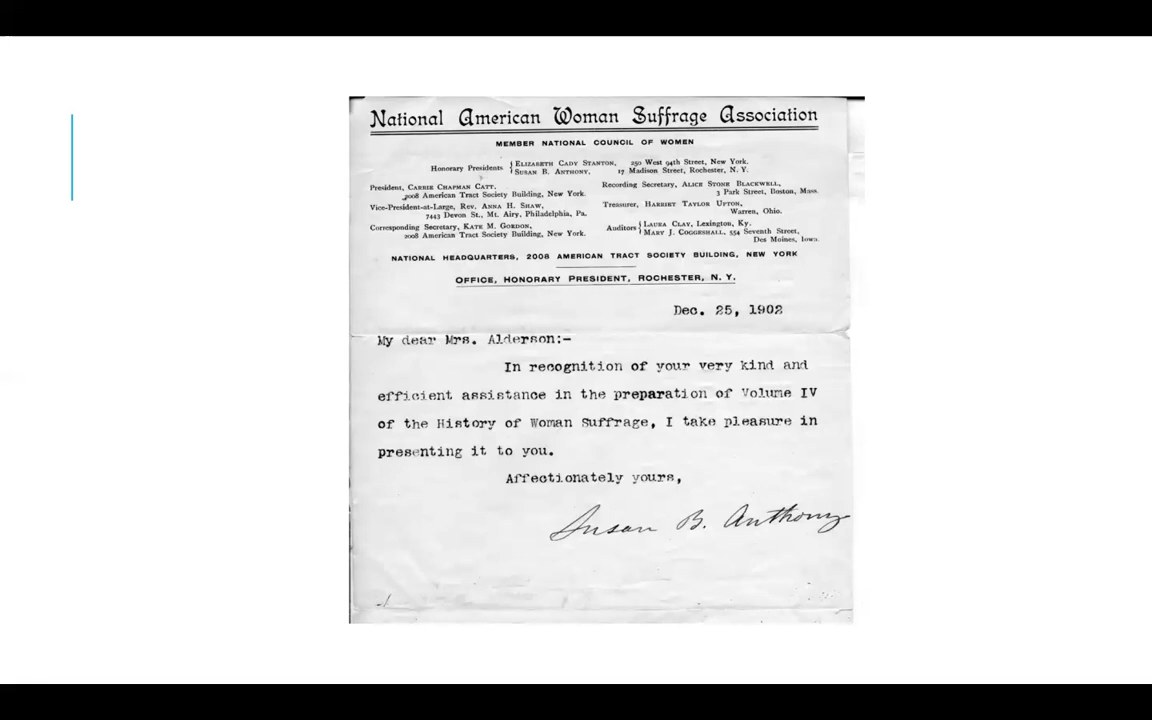 National American Woman Suffrage Association
MEMBER NATIONAL COUNCIL OF WOMEN
Honorary Presidents { ELIZABETH CADY STANTON, 250 West 94th Street, New York.
SUSAN B. ANTHONY, 17 Madison Street, Rochester, N. Y.
President, CARRIE CHAPMAN CATT,
2008 American Tract Society Building, New York.
Vice-President-at-Large, REV. ANNA H. SHAW,
7443 Devon St., Mt. Airy, Philadelphia, Pa.
Corresponding Secretary, KATE M. GORDON,
2008 American Tract Society Building, New York.
Recording Secretary, ALICE STONE BLACKWELL,
3 Park Street, Boston, Mass.
Treasurer, HARRIET TAYLOR UPTON,
Warren, Ohio.
Auditors { LAURA CLAY, Lexington, Ky.
MARY J. COGGESHALL, 554 Seventh Street,
Des Moines, Iowa
NATIONAL HEADQUARTERS, 2008 AMERICAN TRACT SOCIETY BUILDING, NEW YORK
OFFICE, HONORARY PRESIDENT, ROCHESTER, N. Y.
Dec. 25, 1902
My dear Mrs. Alderson:-
In recognition of your very kind and
efficient assistance in the preparation of Volume IV
of the History of Woman Suffrage, I take pleasure in
presenting it to you.
Affectionately yours,
Susan B. Anthony